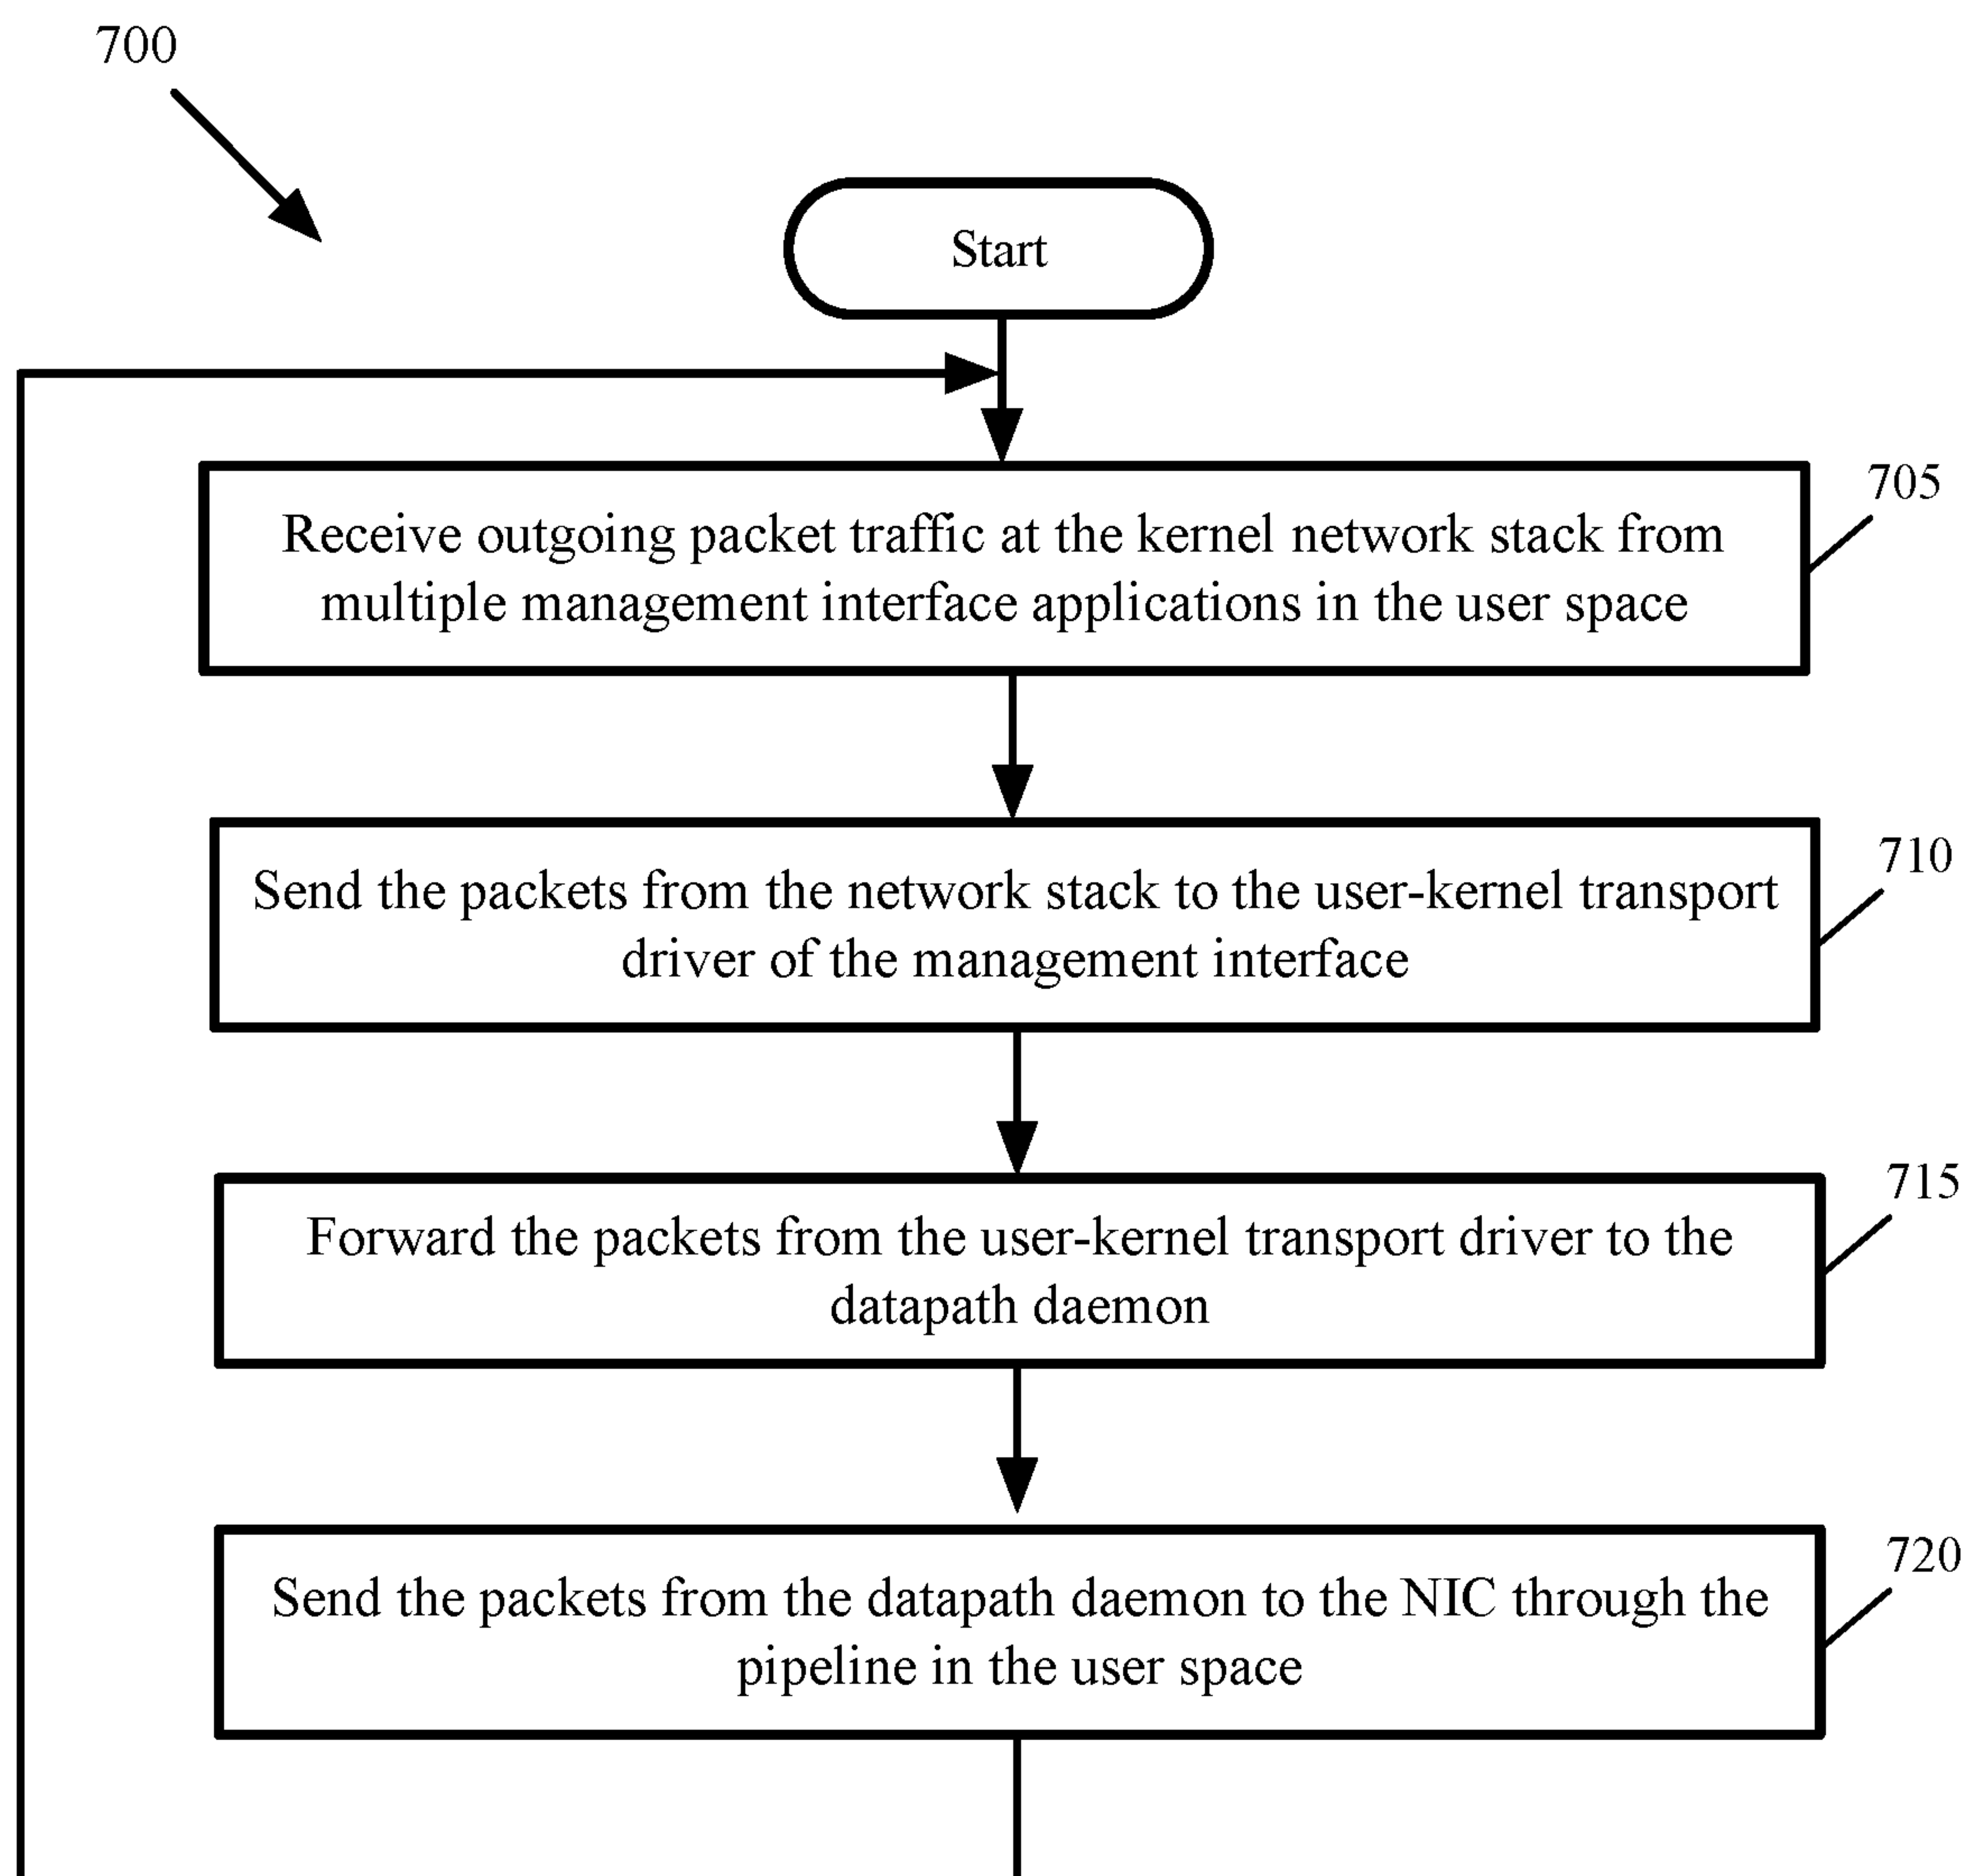 700
Start
705
Receive outgoing packet traffic at the kernel network stack from
multiple management interface applications in the user space
710
Send the packets from the network stack to the user-kernel transport
driver of the management interface
715
Forward the packets from the user-kernel transport driver to the
datapath daemon
720
Send the packets from the datapath daemon to the NIC through the
pipeline in the user space